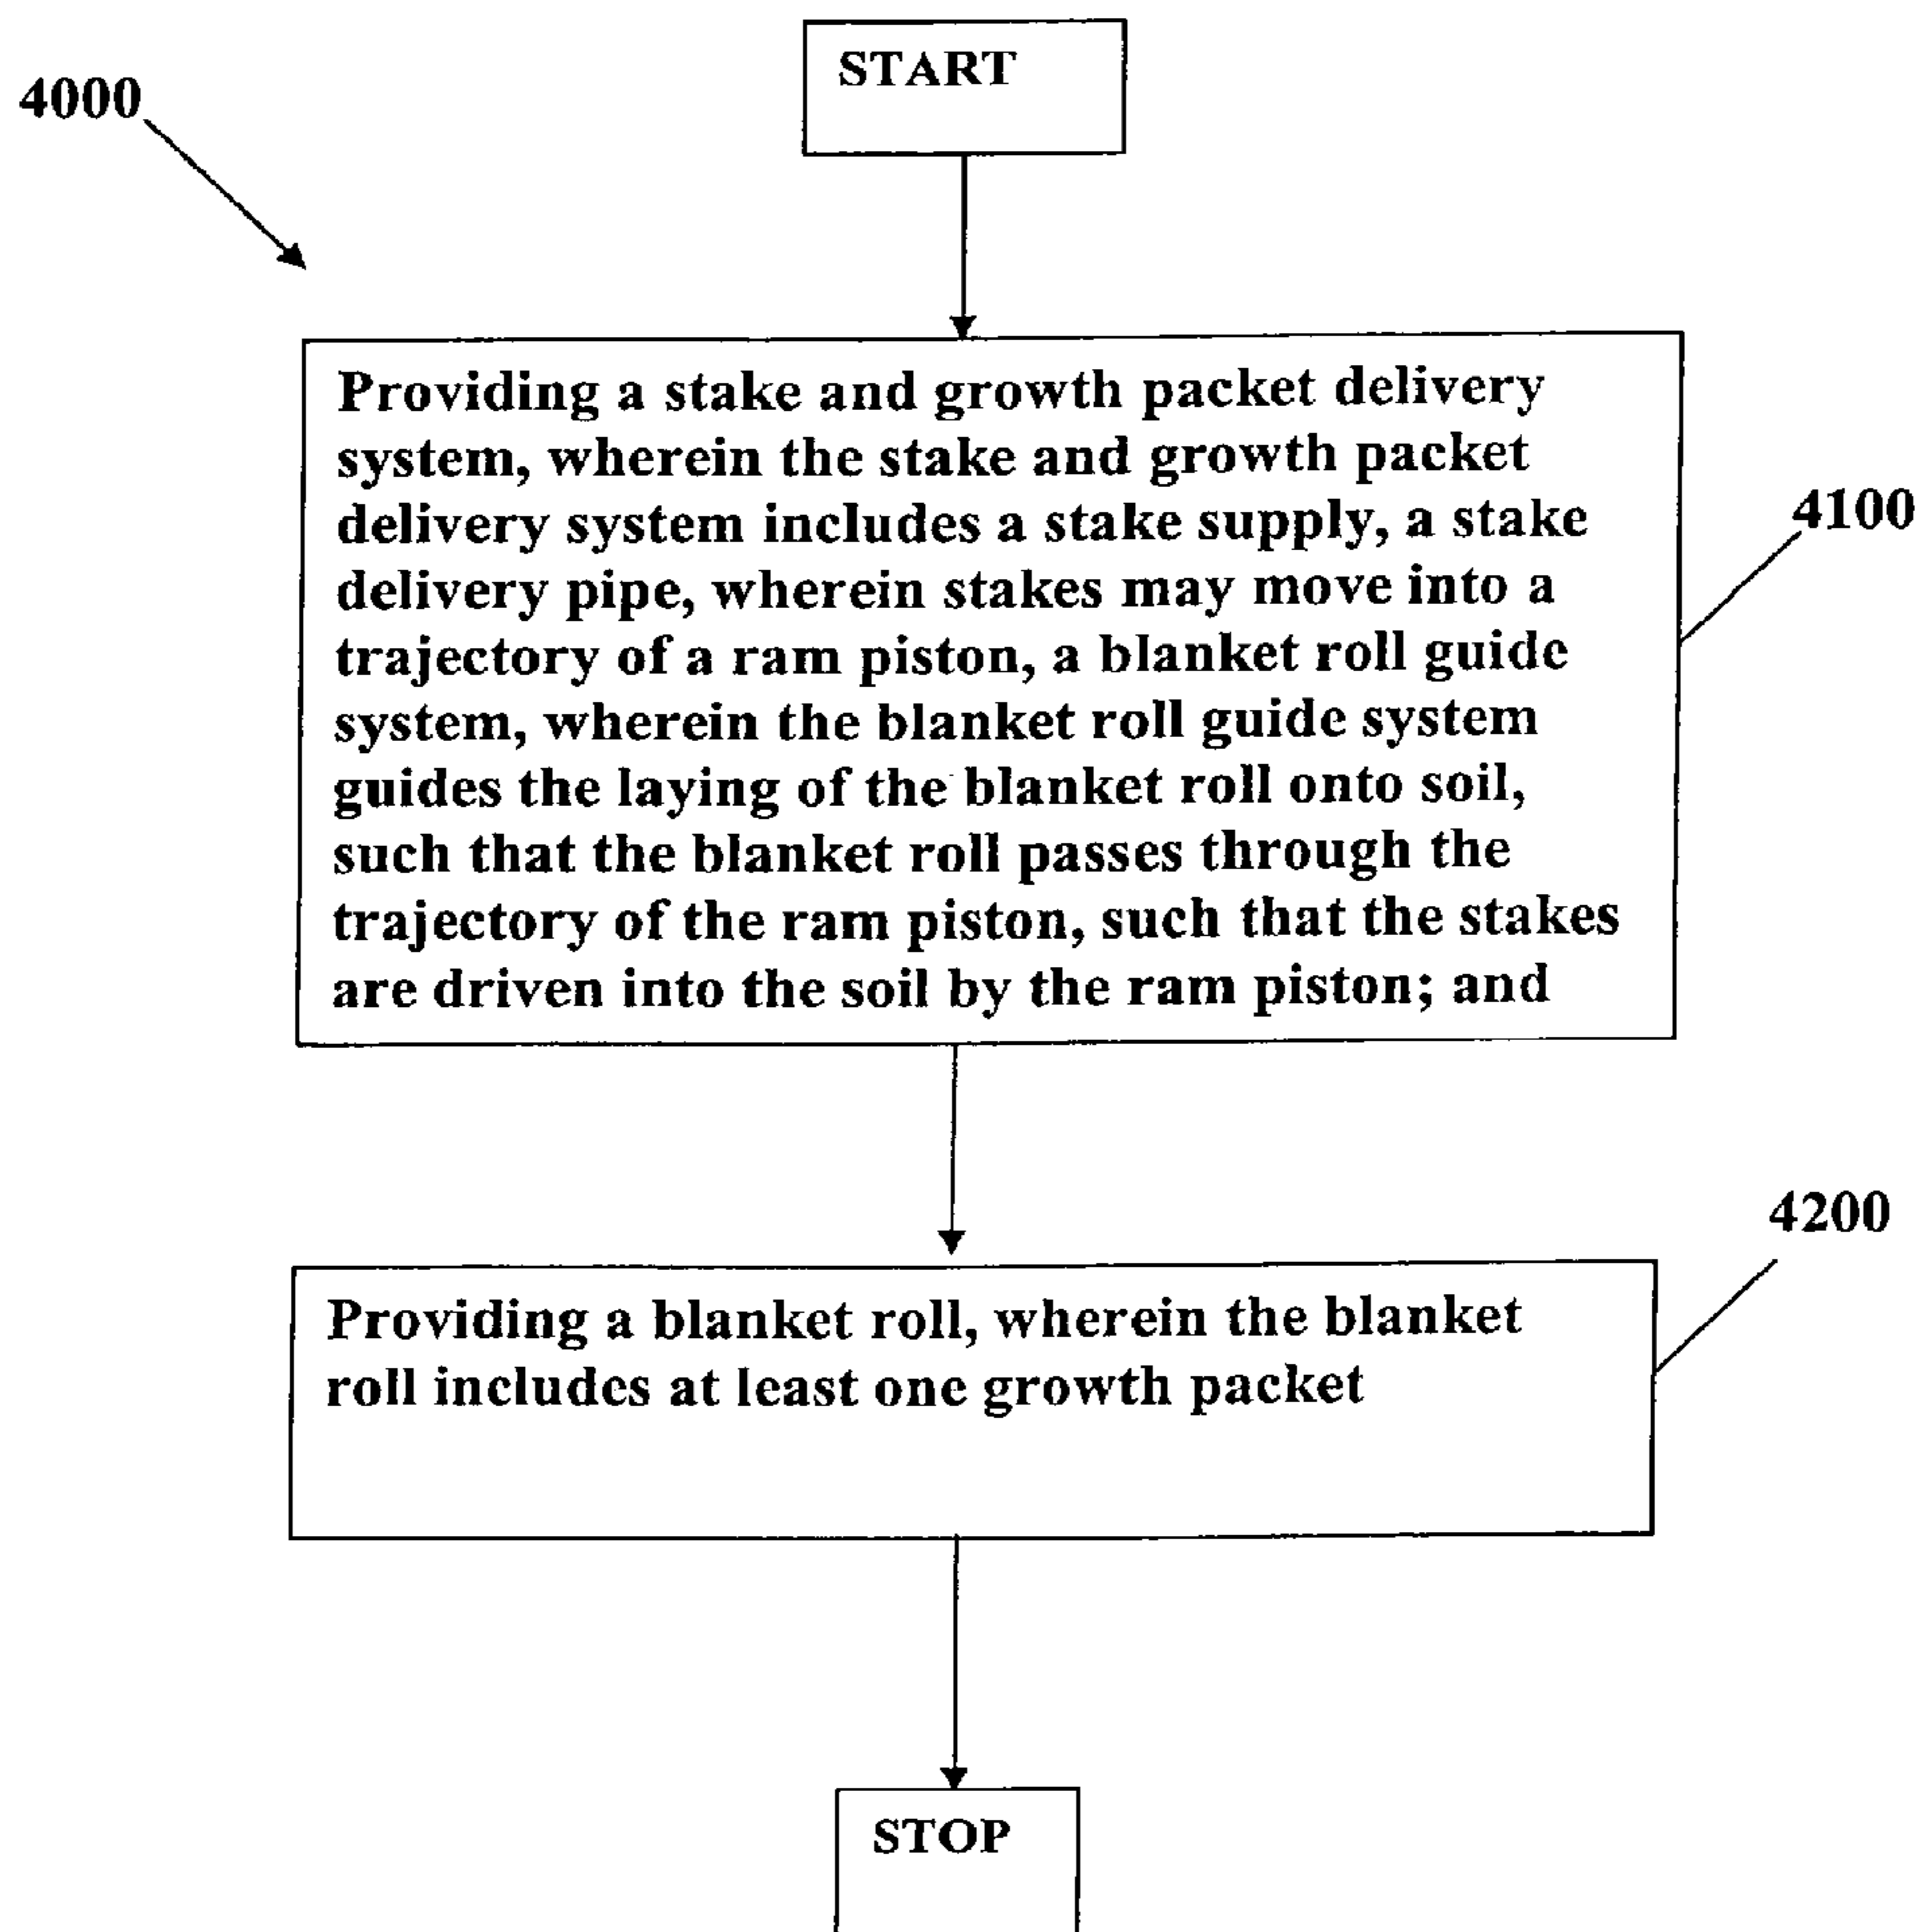 START
4000
Providing a stake and growth packet delivery
system, wherein the stake and growth packet
delivery system includes a stake supply, a stake
delivery pipe, wherein stakes may move into a
trajectory of a ram piston, a blanket roll guide
system, wherein the blanket roll guide system
guides the laying of the blanket roll onto soil,
such that the blanket roll passes through the
trajectory of the ram piston, such that the stakes
are driven into the soil by the ram piston; and
4100
4200
Providing a blanket roll, wherein the blanket
roll includes at least one growth packet
STOP